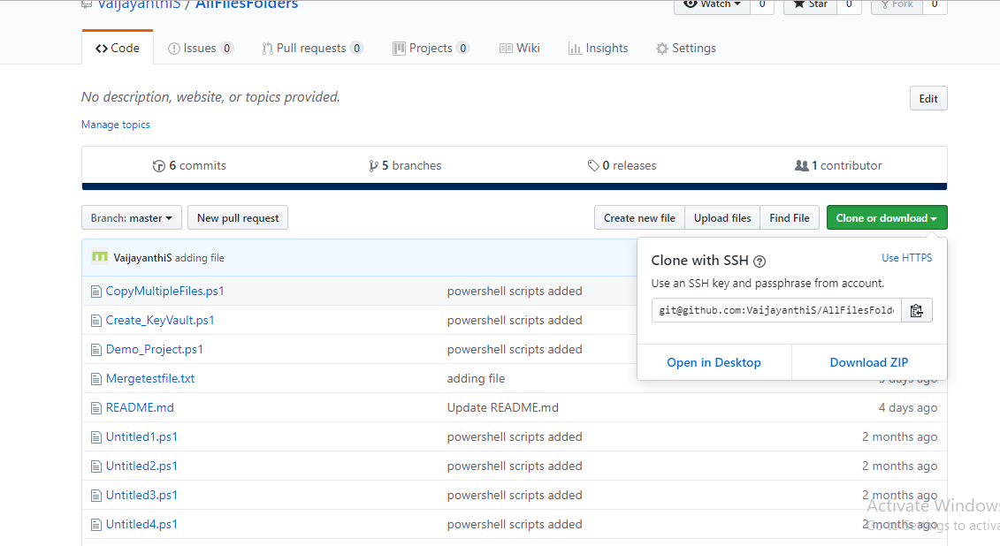 VaijayanthiS / AllFilesFolders Watch 0 Star 0 Fork 0
Code Issues 0 Pull requests 0 Projects 0 Wiki Insights Settings
No description, website, or topics provided. Edit
Manage topics
6 commits 5 branches 0 releases 1 contributor
Branch: master New pull request Create new file Upload files Find File Clone or download
VaijayanthiS adding file
Clone with SSH Use HTTPS
Use an SSH key and passphrase from account.
git@github.com:VaijayanthiS/AllFilesFold
Open in Desktop Download ZIP
CopyMultipleFiles.ps1 powershell scripts added
Create_KeyVault.ps1 powershell scripts added
Demo_Project.ps1 powershell scripts added
Mergetestfile.txt adding file days ago
README.md Update README.md 4 days ago
Untitled1.ps1 powershell scripts added 2 months ago
Untitled2.ps1 powershell scripts added 2 months ago
Untitled3.ps1 powershell scripts added 2 months ago
Untitled4.ps1 powershell scripts added 2 months ago
Activate Windows
Go to Settings to activa